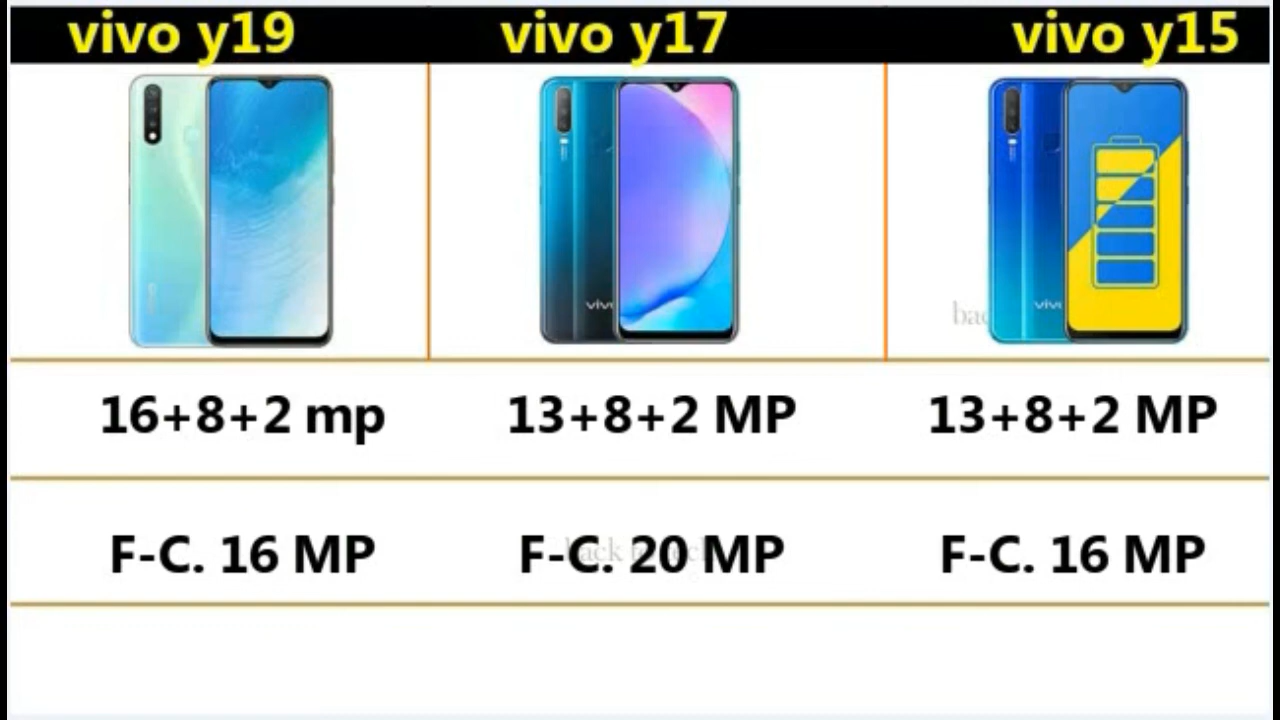 vivo y19 vivo y17 vivo y15
16+8+2 mp 13+8+2 MP 13+8+2 MP
F-C. 16 MP F-C. 20 MP F-C. 16 MP